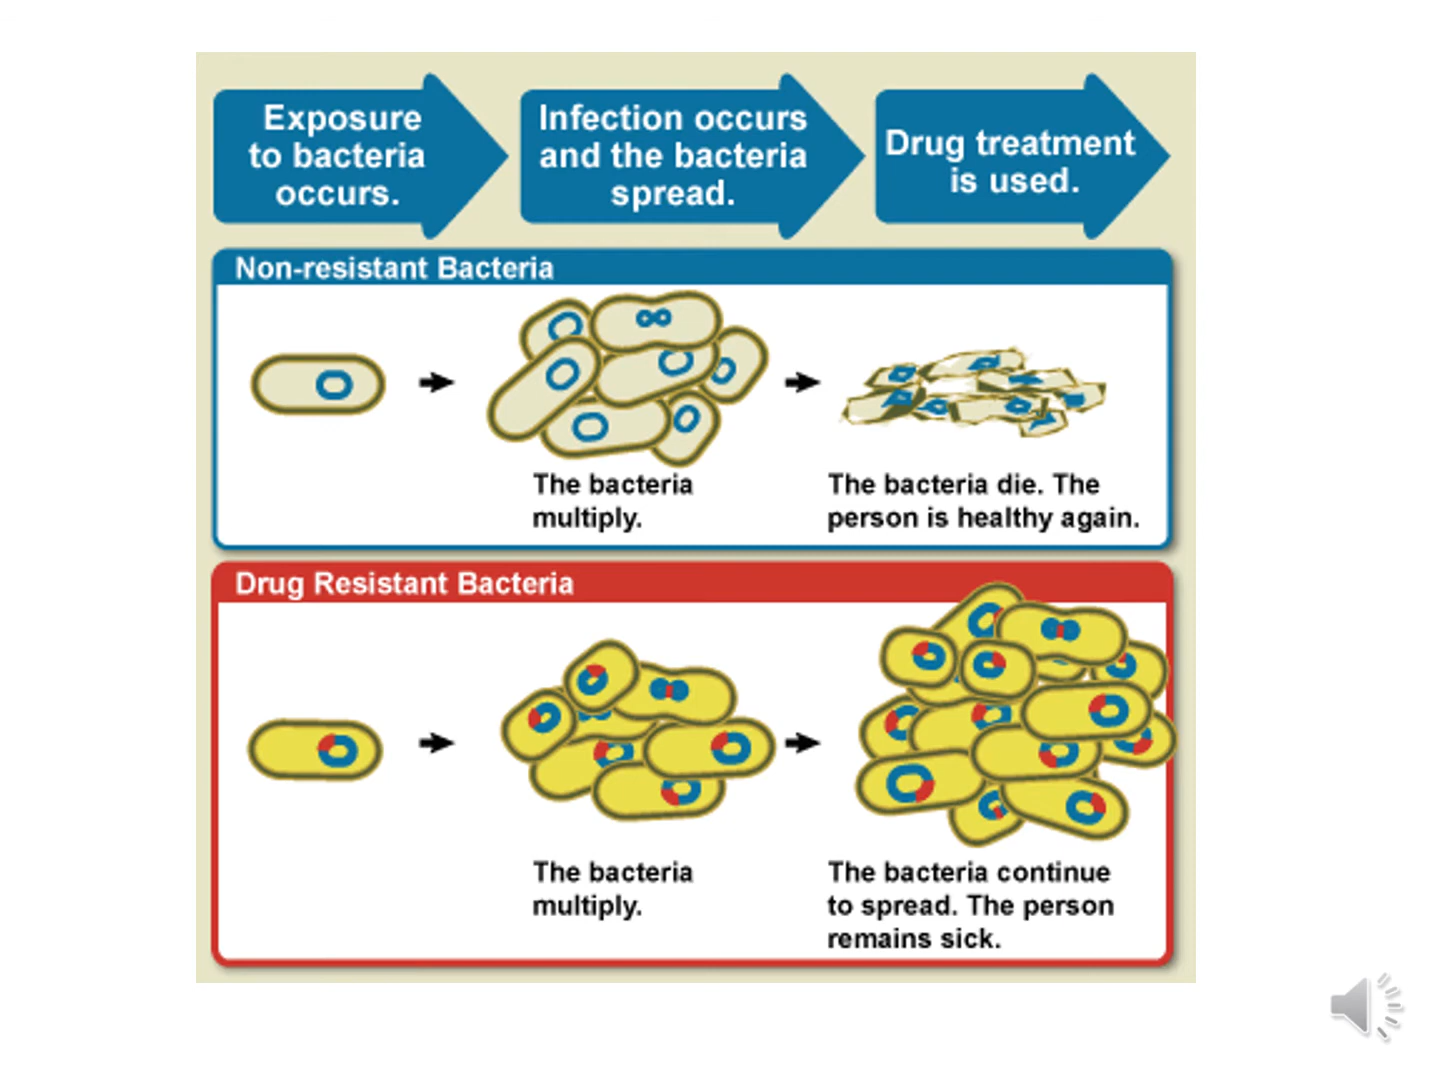 Exposure
to bacteria
occurs.
Infection occurs
and the bacteria
spread.
Drug treatment
is used.
Non-resistant Bacteria
The bacteria
multiply.
The bacteria die. The
person is healthy again.
Drug Resistant Bacteria
The bacteria
multiply.
The bacteria continue
to spread. The person
remains sick.